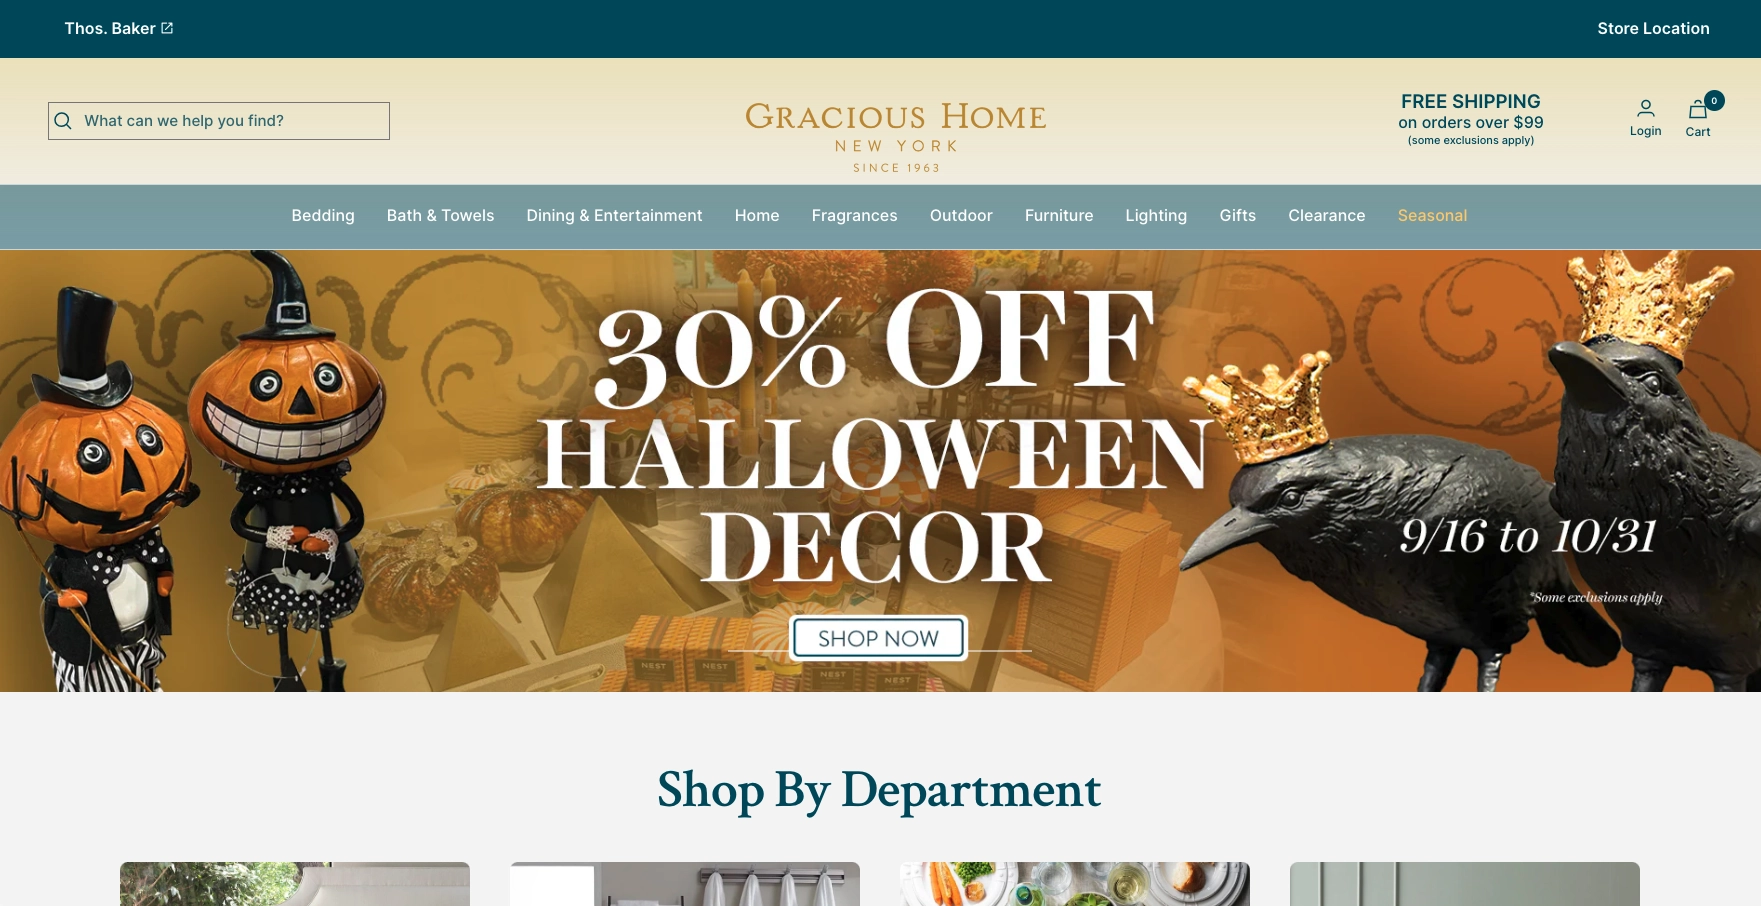 Thos. Baker
Store Location
What can we help you find?
GRACIOUS HOME
NEW YORK
SINCE 1963
FREE SHIPPING
on orders over $99
(some exclusions apply)
Login
0
Cart
Bedding
Bath & Towels
Dining & Entertainment
Home
Fragrances
Outdoor
Furniture
Lighting
Gifts
Clearance
Seasonal
30% OFF
HALLOWEEN
DECOR
9/16 to 10/31
*Some exclusions apply
SHOP NOW
NEST
NEST
NEST
NEST
Shop By Department